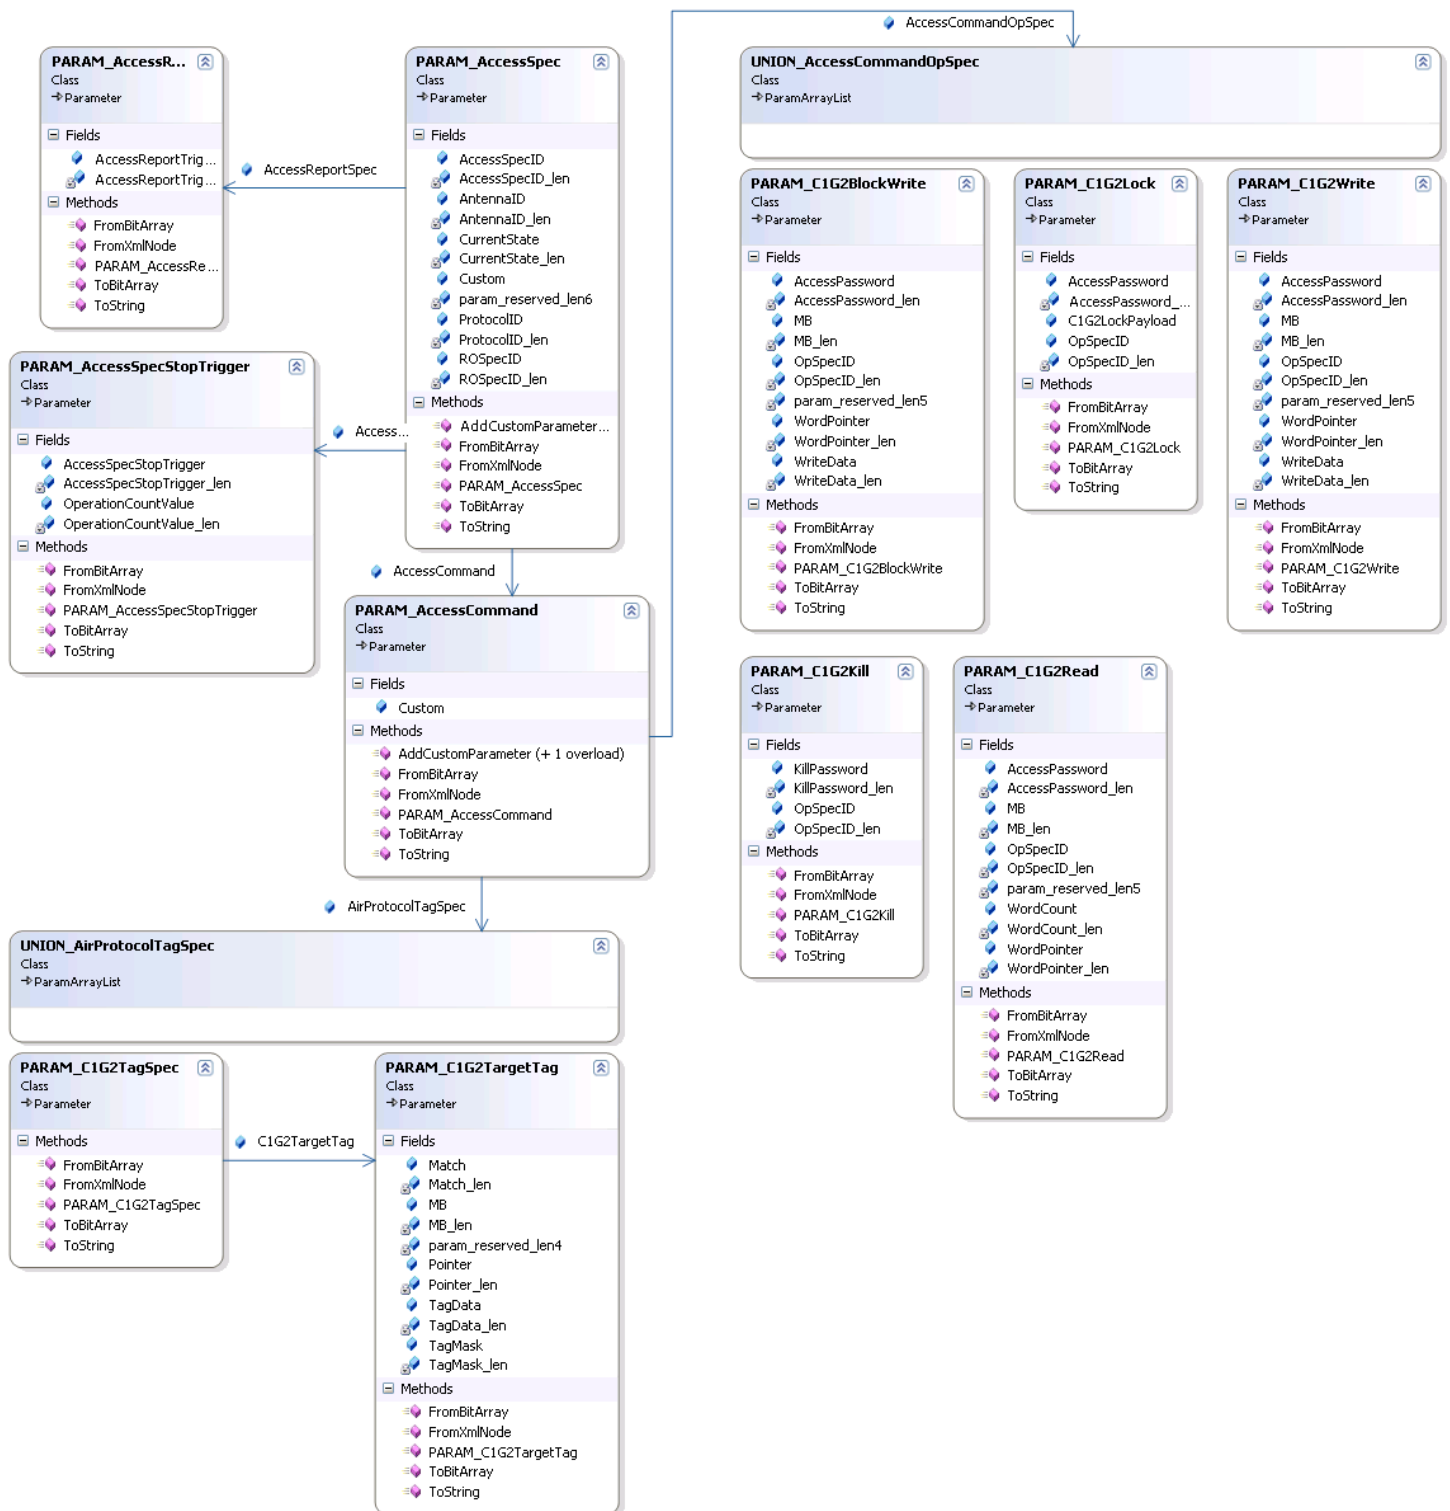 AccessCommandOpSpec
PARAM_AccessR...
Class
Parameter
Fields
AccessReportTrig...
AccessReportTrig...
Methods
FromBitArray
FromXmlNode
PARAM_AccessRe...
ToBitArray
ToString
AccessReportSpec
PARAM_AccessSpec
Class
Parameter
Fields
AccessSpecID
AccessSpecID_len
AntennaID
AntennaID_len
CurrentState
CurrentState_len
Custom
param_reserved_len6
ProtocolID
ProtocolID_len
ROSpecID
ROSpecID_len
Methods
AddCustomParameter...
FromBitArray
FromXmlNode
PARAM_AccessSpec
ToBitArray
ToString
UNION_AccessCommandOpSpec
Class
ParamArrayList
PARAM_C1G2BlockWrite
Class
Parameter
Fields
AccessPassword
AccessPassword_len
MB
MB_len
OpSpecID
OpSpecID_len
param_reserved_len5
WordPointer
WordPointer_len
WriteData
WriteData_len
Methods
FromBitArray
FromXmlNode
PARAM_C1G2BlockWrite
ToBitArray
ToString
PARAM_C1G2Lock
Class
Parameter
Fields
AccessPassword
AccessPassword_...
C1G2LockPayload
OpSpecID
OpSpecID_len
Methods
FromBitArray
FromXmlNode
PARAM_C1G2Lock
ToBitArray
ToString
PARAM_C1G2Write
Class
Parameter
Fields
AccessPassword
AccessPassword_len
MB
MB_len
OpSpecID
OpSpecID_len
param_reserved_len5
WordPointer
WordPointer_len
WriteData
WriteData_len
Methods
FromBitArray
FromXmlNode
PARAM_C1G2Write
ToBitArray
ToString
PARAM_AccessSpecStopTrigger
Class
Parameter
Fields
AccessSpecStopTrigger
AccessSpecStopTrigger_len
OperationCountValue
OperationCountValue_len
Methods
FromBitArray
FromXmlNode
PARAM_AccessSpecStopTrigger
ToBitArray
ToString
Access...
AccessCommand
PARAM_AccessCommand
Class
Parameter
Fields
Custom
Methods
AddCustomParameter (+ 1 overload)
FromBitArray
FromXmlNode
PARAM_AccessCommand
ToBitArray
ToString
PARAM_C1G2Kill
Class
Parameter
Fields
KillPassword
KillPassword_len
OpSpecID
OpSpecID_len
Methods
FromBitArray
FromXmlNode
PARAM_C1G2Kill
ToBitArray
ToString
PARAM_C1G2Read
Class
Parameter
Fields
AccessPassword
AccessPassword_len
MB
MB_len
OpSpecID
OpSpecID_len
param_reserved_len5
WordCount
WordCount_len
WordPointer
WordPointer_len
Methods
FromBitArray
FromXmlNode
PARAM_C1G2Read
ToBitArray
ToString
AirProtocolTagSpec
UNION_AirProtocolTagSpec
Class
ParamArrayList
PARAM_C1G2TagSpec
Class
Parameter
Methods
FromBitArray
FromXmlNode
PARAM_C1G2TagSpec
ToBitArray
ToString
C1G2TargetTag
PARAM_C1G2TargetTag
Class
Parameter
Fields
Match
Match_len
MB
MB_len
param_reserved_len4
Pointer
Pointer_len
TagData
TagData_len
TagMask
TagMask_len
Methods
FromBitArray
FromXmlNode
PARAM_C1G2TargetTag
ToBitArray
ToString